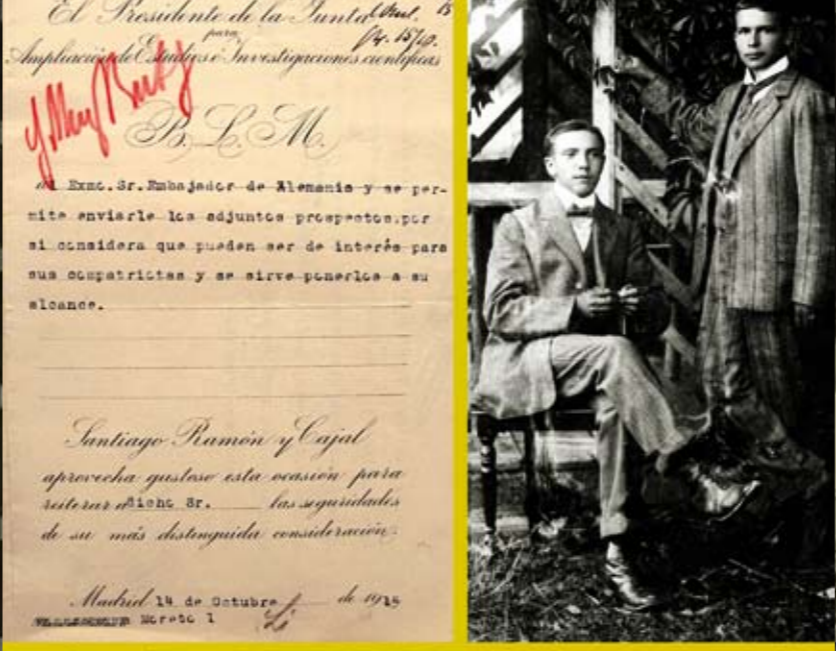 El Presidente de la Junta
para
Ampliación de Estudios e Investigaciones científicas
B. L. M.
al Exmo. Sr. Embajador de Alemania y se per-
mite enviarle los adjuntos prospectos, por
si considera que pueden ser de interés para
sus compatriotas y se sirve ponerlos a su
alcance.
Santiago Ramón y Cajal
aprovecha gustoso esta ocasión para
reiterar a Dicho Sr. las seguridades
de su más distinguida consideración.
Madrid 14 de Octubre de 1915
Moreto 1